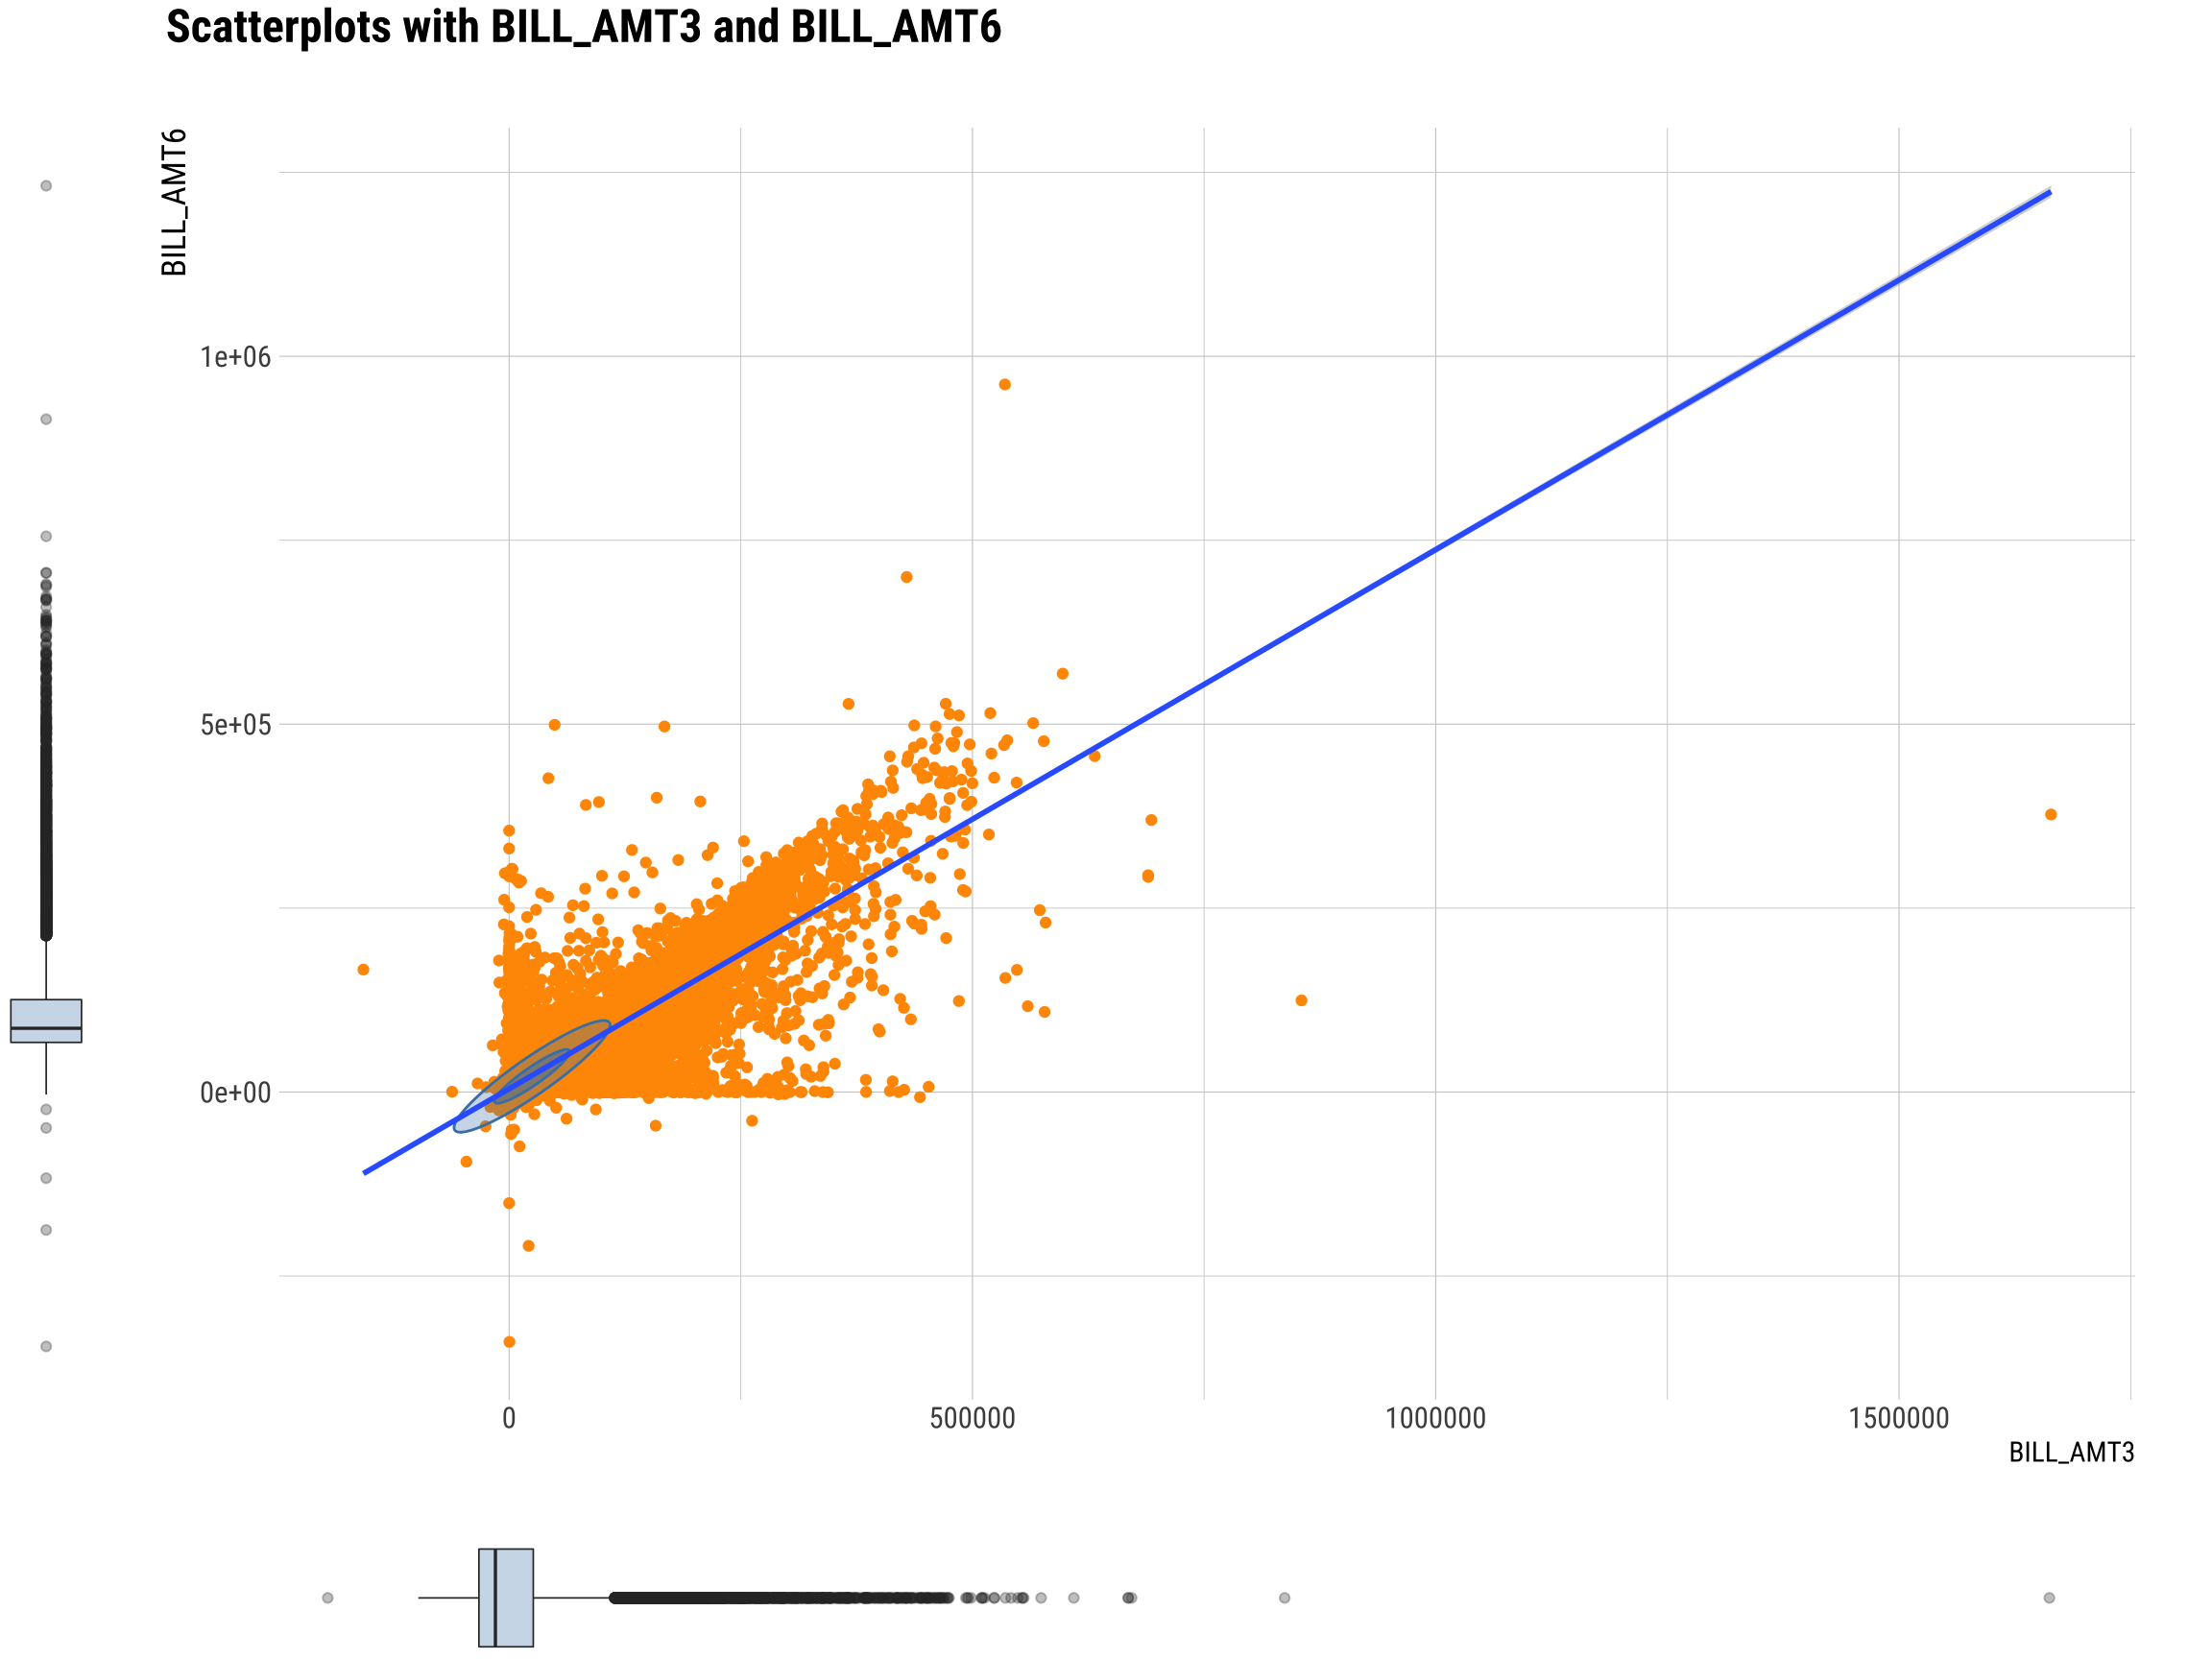 Scatterplots with BILL_AMT3 and BILL_AMT6
BILL_AMT6
1e+06
5e+05
0e+00
0
500000
1000000
1500000
BILL_AMT3